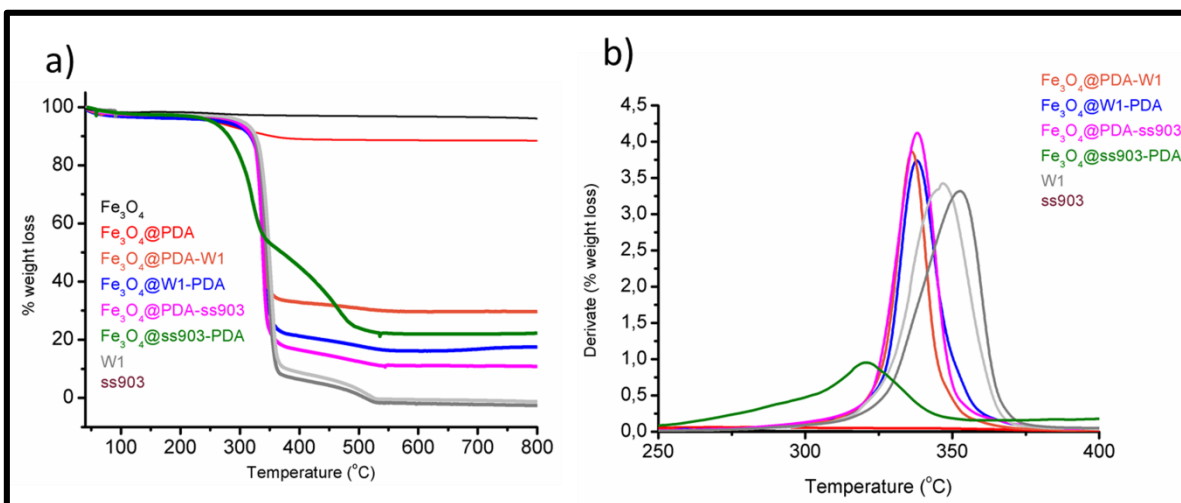 a)
% weight loss
100
80
60
40
20
0
Fe₃O₄
Fe₃O₄@PDA
Fe₃O₄@PDA-W1
Fe₃O₄@W1-PDA
Fe₃O₄@PDA-ss903
Fe₃O₄@ss903-PDA
W1
ss903
100 200 300 400 500 600 700 800
Temperature (°C)
b)
Derivate (% weight loss)
4,5
4,0
3,5
3,0
2,5
2,0
1,5
1,0
0,5
0,0
Fe₃O₄@PDA-W1
Fe₃O₄@W1-PDA
Fe₃O₄@PDA-ss903
Fe₃O₄@ss903-PDA
W1
ss903
250 300 350 400
Temperature (°C)